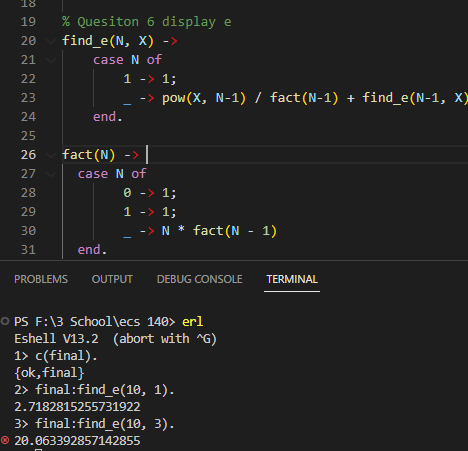 18
19
% Quesiton 6 display e
20 find_e(N, X) ->
21 case N of
22 1 -> 1;
23 _ -> pow(X, N-1) / fact(N-1) + find_e(N-1, X)
24 end.
25
26 fact(N) ->
27 case N of
28 0 -> 1;
29 1 -> 1;
30 _ -> N * fact(N - 1)
31 end.
PROBLEMS OUTPUT DEBUG CONSOLE TERMINAL
PS F:\3 School\ecs 140> erl
Eshell V13.2 (abort with ^G)
1> c(final).
{ok,final}
2> final:find_e(10, 1).
2.7182815255731922
3> final:find_e(10, 3).
20.063392857142855